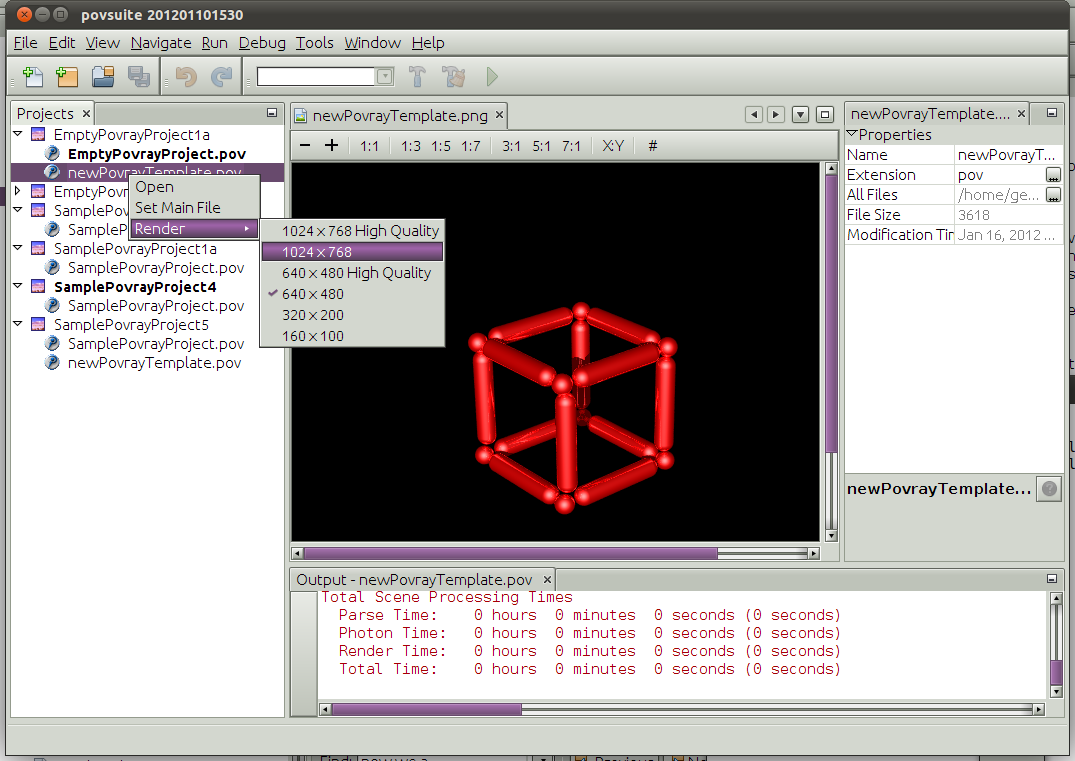 povsuite 201201101530
File Edit View Navigate Run Debug Tools Window Help
Projects ×
EmptyPovrayProject1a
EmptyPovrayProject.pov
newPovrayTemplate.pov
EmptyPovr
SamplePov
SampleP
SamplePovrayProject1a
SamplePovrayProject.pov
SamplePovrayProject4
SamplePovrayProject.pov
SamplePovrayProject5
SamplePovrayProject.pov
newPovrayTemplate.pov
Open
Set Main File
Render
1024 × 768 High Quality
1024 × 768
640 × 480 High Quality
640 × 480
320 × 200
160 × 100
newPovrayTemplate.png ×
− + 1:1 1:3 1:5 1:7 3:1 5:1 7:1 X:Y #
newPovrayTemplate.... ×
Properties
Name newPovrayT...
Extension pov ...
All Files /home/ge... ...
File Size 3618
Modification Tir Jan 16, 2012 ...
newPovrayTemplate... ?
Output - newPovrayTemplate.pov ×
Total Scene Processing Times
Parse Time: 0 hours 0 minutes 0 seconds (0 seconds)
Photon Time: 0 hours 0 minutes 0 seconds (0 seconds)
Render Time: 0 hours 0 minutes 0 seconds (0 seconds)
Total Time: 0 hours 0 minutes 0 seconds (0 seconds)